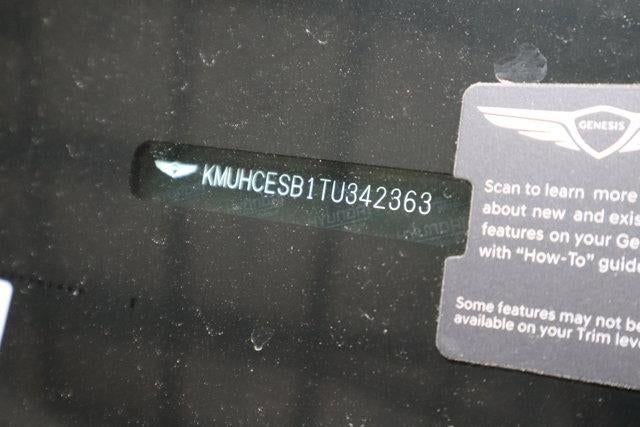 KMUHCESB1TU342363
GENESIS
Scan to learn more
about new and exis
features on your Ge
with "How-To" guide
Some features may not be
available on your Trim leve